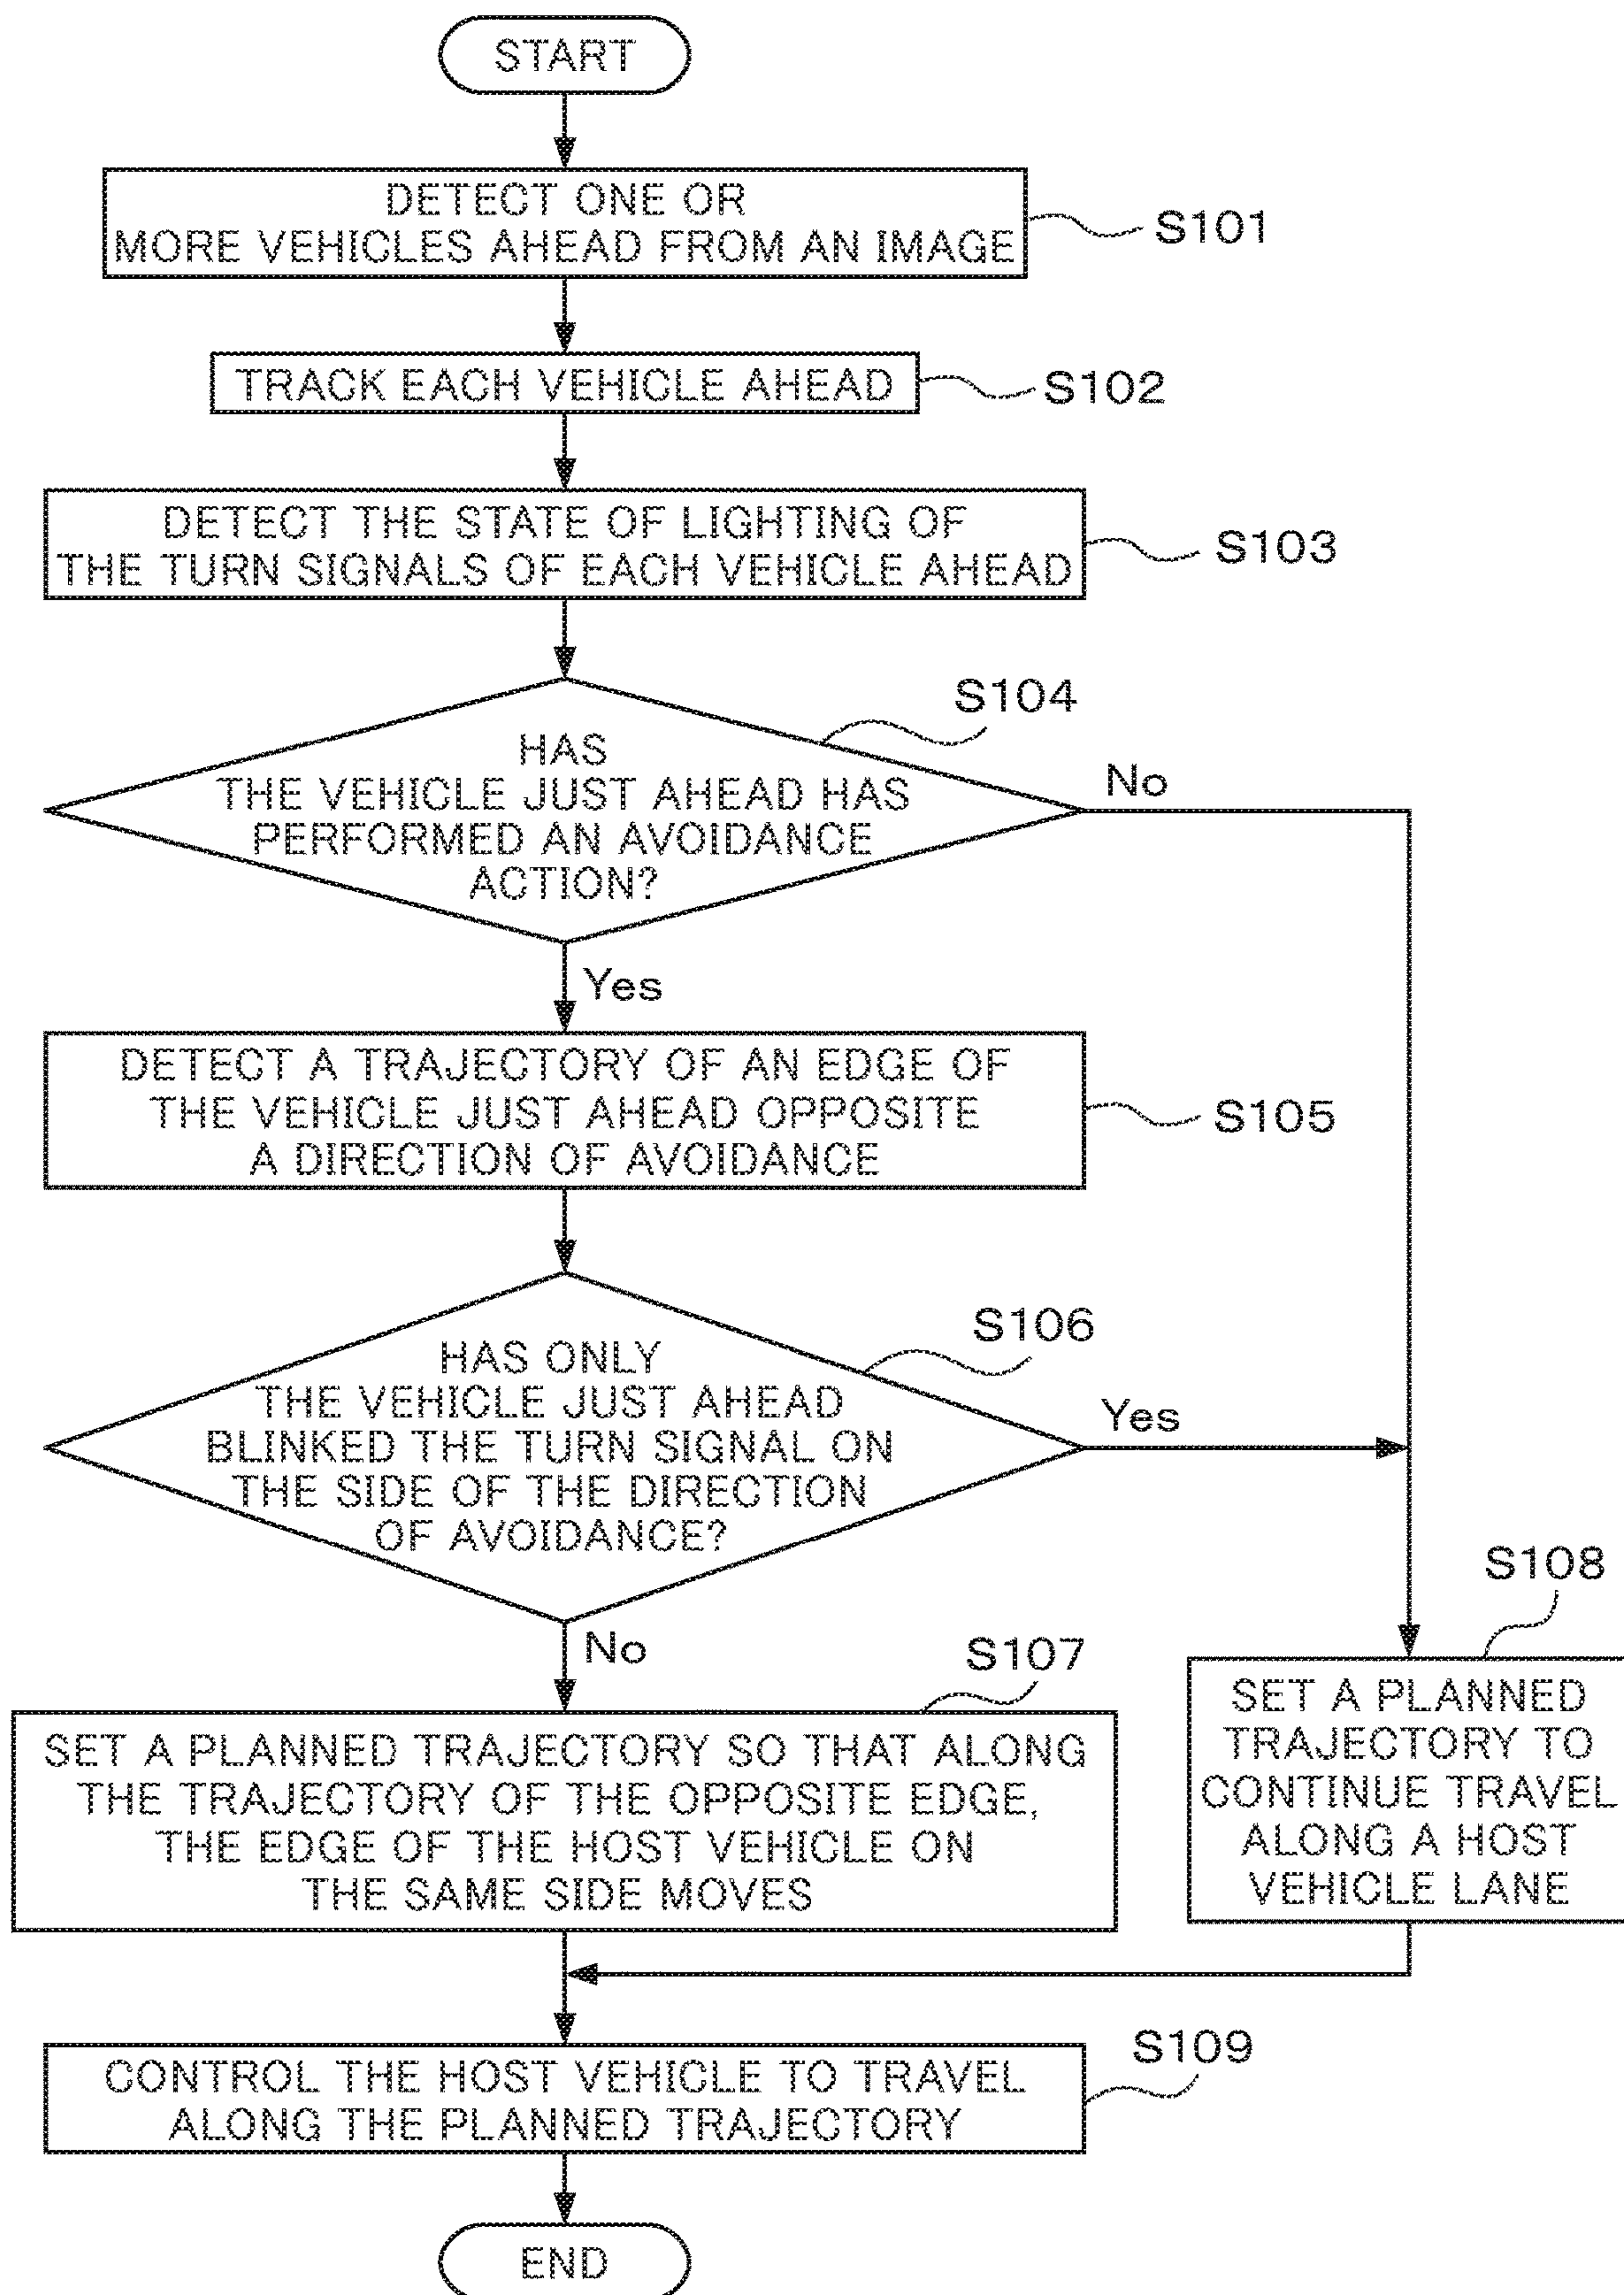 START
DETECT ONE OR
MORE VEHICLES AHEAD FROM AN IMAGE
S101
TRACK EACH VEHICLE AHEAD
S102
DETECT THE STATE OF LIGHTING OF
THE TURN SIGNALS OF EACH VEHICLE AHEAD
S103
S104
HAS
THE VEHICLE JUST AHEAD HAS
PERFORMED AN AVOIDANCE
ACTION?
No
Yes
DETECT A TRAJECTORY OF AN EDGE OF
THE VEHICLE JUST AHEAD OPPOSITE
A DIRECTION OF AVOIDANCE
S105
S106
HAS ONLY
THE VEHICLE JUST AHEAD
BLINKED THE TURN SIGNAL ON
THE SIDE OF THE DIRECTION
OF AVOIDANCE?
Yes
No
S107
SET A PLANNED TRAJECTORY SO THAT ALONG
THE TRAJECTORY OF THE OPPOSITE EDGE,
THE EDGE OF THE HOST VEHICLE ON
THE SAME SIDE MOVES
S108
SET A PLANNED
TRAJECTORY TO
CONTINUE TRAVEL
ALONG A HOST
VEHICLE LANE
CONTROL THE HOST VEHICLE TO TRAVEL
ALONG THE PLANNED TRAJECTORY
S109
END